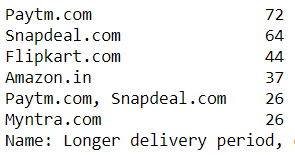 Paytm.com 72
Snapdeal.com 64
Flipkart.com 44
Amazon.in 37
Paytm.com, Snapdeal.com 26
Myntra.com 26
Name: Longer delivery period,